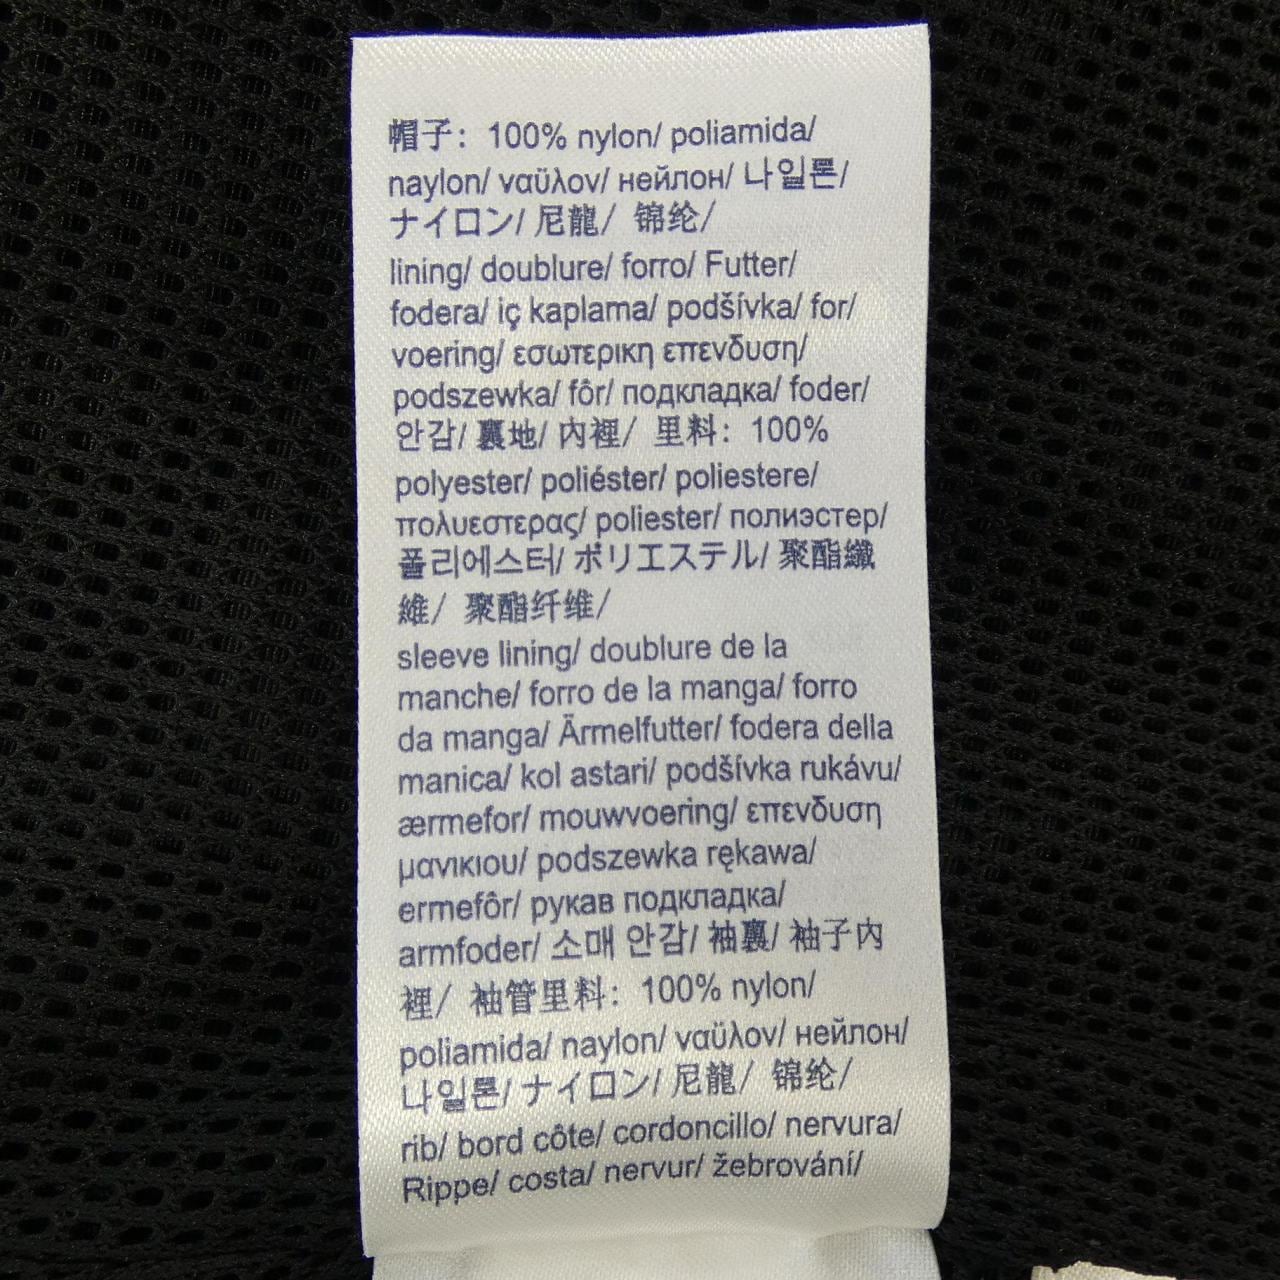 帽子：100% nylon/ poliamida/
naylon/ ναϋλον/ нейлон/ 나일론/
ナイロン/ 尼龍/ 锦纶/
lining/ doublure/ forro/ Futter/
fodera/ iç kaplama/ podšívka/ for/
voering/ εσωτερικη επενδυση/
podszewka/ fôr/ подкладка/ foder/
안감/ 裏地/ 內裡/ 里料：100%
polyester/ poliéster/ poliestere/
πολυεστερας/ poliester/ полиэстер/
폴리에스터/ ポリエステル/ 聚酯纖
維/ 聚酯纤维/
sleeve lining/ doublure de la
manche/ forro de la manga/ forro
da manga/ Ärmelfutter/ fodera della
manica/ kol astari/ podšívka rukávu/
ærmefor/ mouwvoering/ επενδυση
μανικιου/ podszewka rękawa/
ermefôr/ рукав подкладка/
armfoder/ 소매 안감/ 袖裏/ 袖子內
裡/ 袖管里料：100% nylon/
poliamida/ naylon/ ναϋλον/ нейлон/
나일론/ ナイロン/ 尼龍/ 锦纶/
rib/ bord côte/ cordoncillo/ nervura/
Rippe/ costa/ nervur/ žebrování/